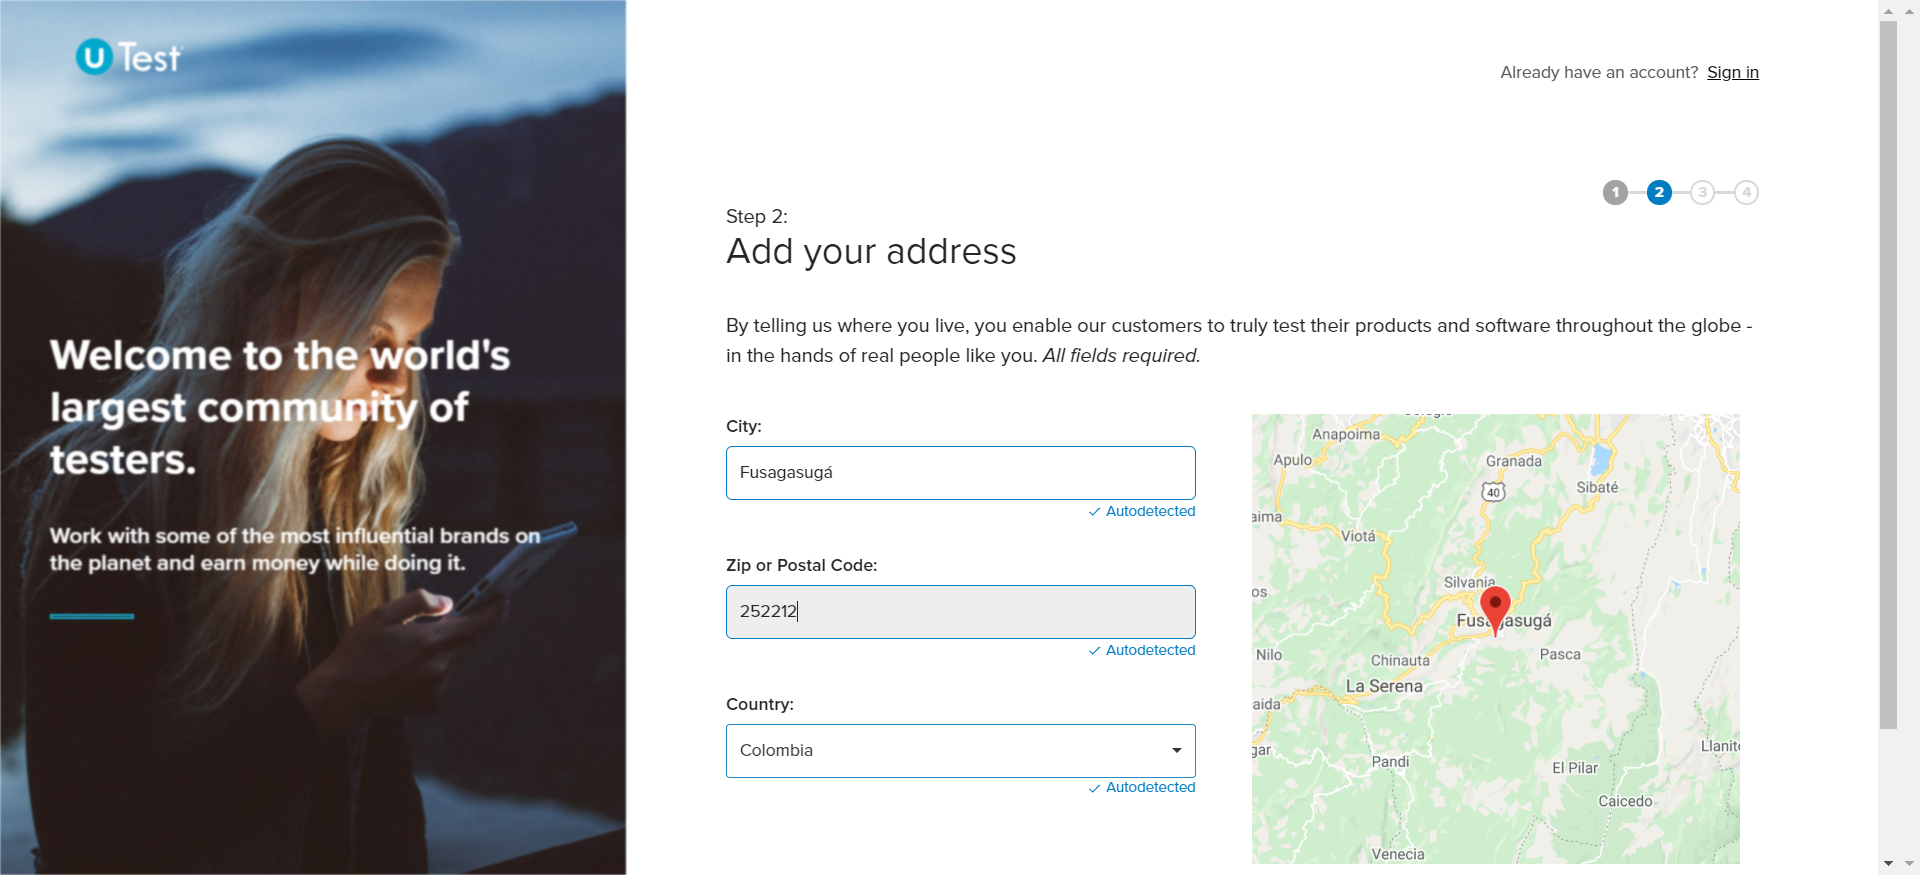 U Test
Welcome to the world's
largest community of
testers.
Work with some of the most influential brands on
the planet and earn money while doing it.
Already have an account? Sign in
1 2 3 4
Step 2:
Add your address
By telling us where you live, you enable our customers to truly test their products and software throughout the globe -
in the hands of real people like you. All fields required.
City:
Fusagasugá
✓ Autodetected
Zip or Postal Code:
252212
✓ Autodetected
Country:
Colombia
✓ Autodetected
Anapoima
Apulo
Granada
40
Sibaté
aima
Viotá
Silvania
os
Fusagasugá
Nilo
Chinauta
Pasca
La Serena
aida
gar
Pandi
Llanito
El Pilar
Caicedo
Venecia